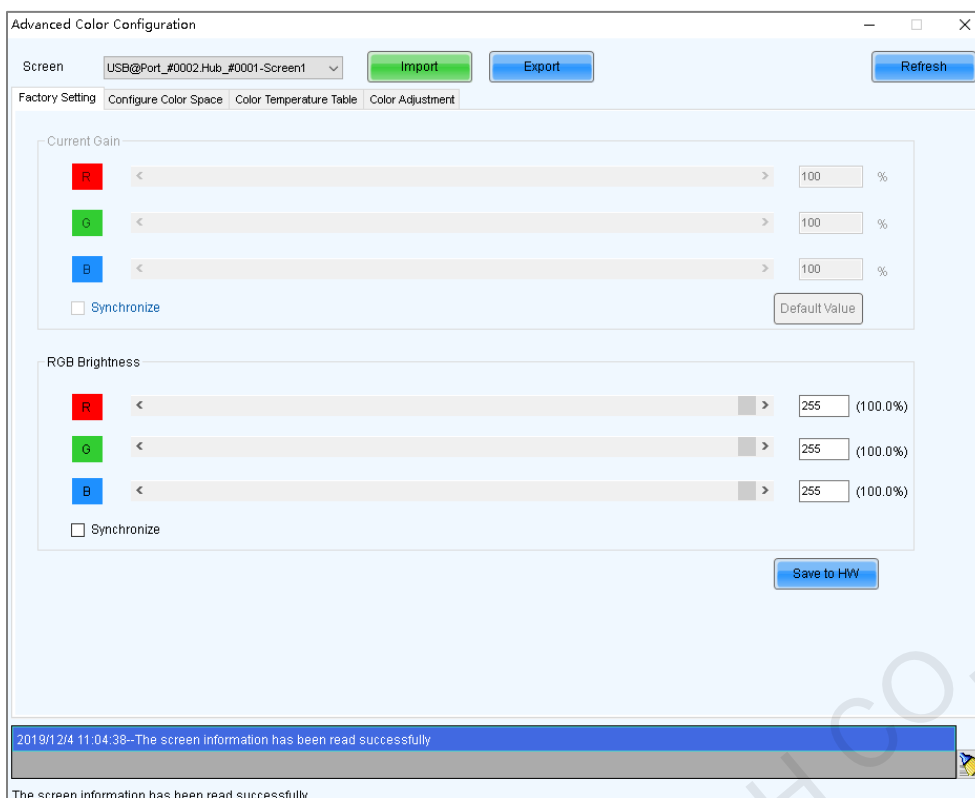 Advanced Color Configuration
Screen USB@Port_#0002.Hub_#0001-Screen1 Import Export Refresh
Factory Setting Configure Color Space Color Temperature Table Color Adjustment
Current Gain
R 100 %
G 100 %
B 100 %
Synchronize Default Value
RGB Brightness
R 255 (100.0%)
G 255 (100.0%)
B 255 (100.0%)
Synchronize
Save to HW
2019/12/4 11:04:38--The screen information has been read successfully
The screen information has been read successfully
H CO.,